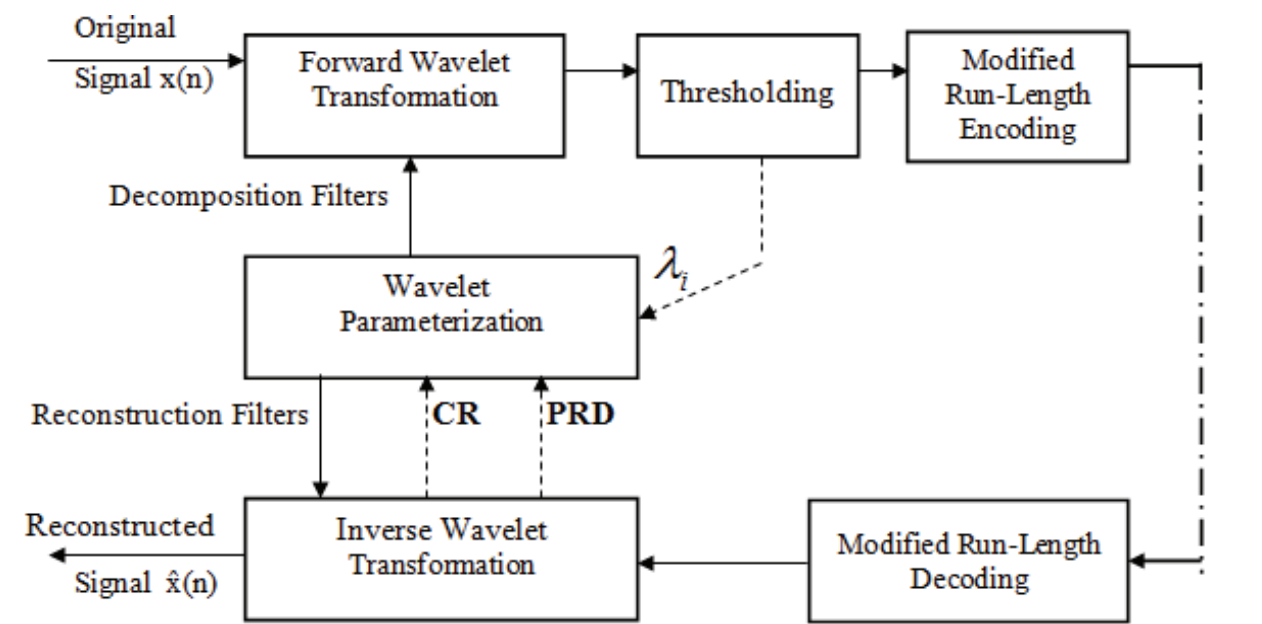 Original
Signal x(n)
Forward Wavelet
Transformation
Thresholding
Modified
Run-Length
Encoding
Decomposition Filters
λi
Wavelet
Parameterization
Reconstruction Filters
CR
PRD
Reconstructed
Signal x̂(n)
Inverse Wavelet
Transformation
Modified Run-Length
Decoding